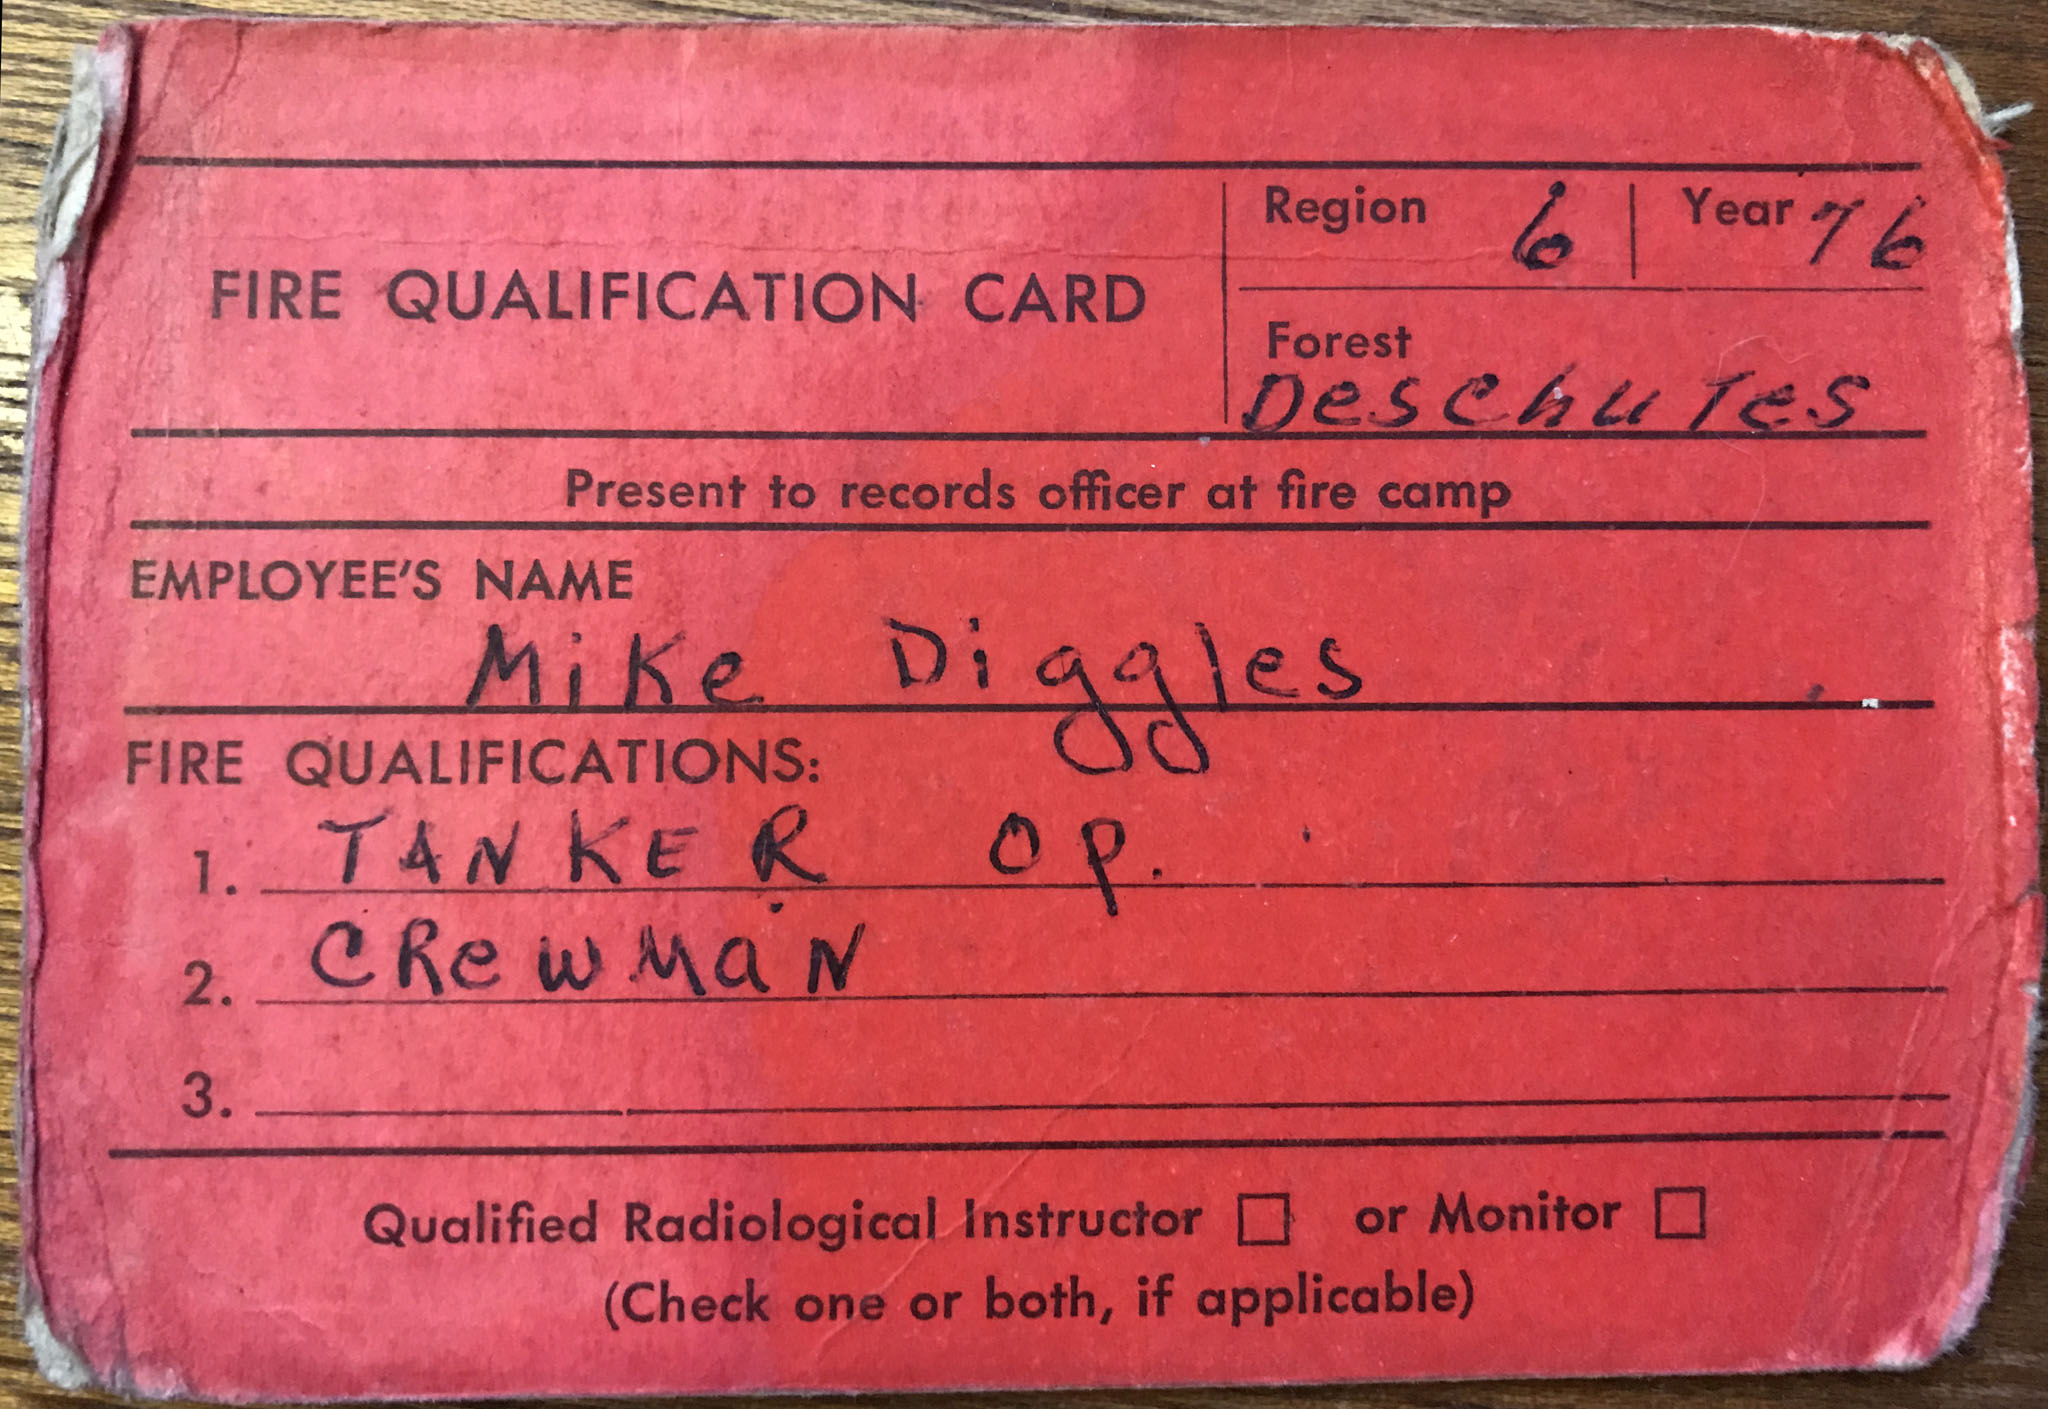 Region 6 Year 76
FIRE QUALIFICATION CARD
Forest
Deschutes
Present to records officer at fire camp
EMPLOYEE'S NAME
Mike Diggles
FIRE QUALIFICATIONS:
1. TANKER OP.
2. CReWMaN
3.
Qualified Radiological Instructor □ or Monitor □
(Check one or both, if applicable)